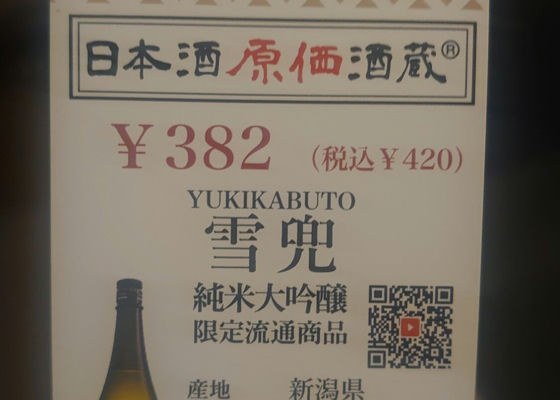 日本酒原価酒蔵®
￥382 (税込￥420)
YUKIKABUTO
雪兜
純米大吟醸
限定流通商品
産地 新潟県